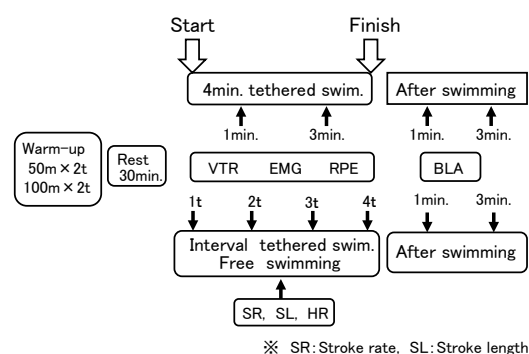 Start Finish
4min. tethered swim. After swimming
1min. 3min. 1min. 3min.
Warm-up
50m×2t
100m×2t
Rest
30min.
VTR EMG RPE BLA
1t 2t 3t 4t 1min. 3min.
Interval tethered swim.
Free swimming
After swimming
SR, SL, HR
※ SR:Stroke rate, SL:Stroke length